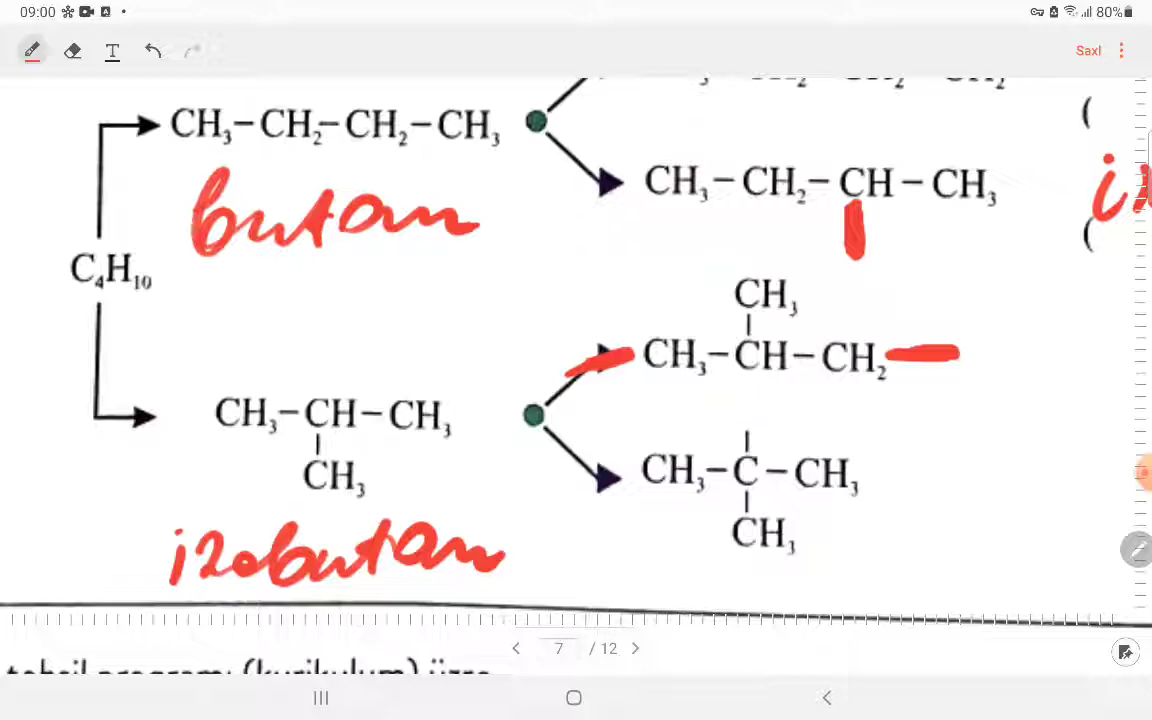 09:00 80%
T Saxl
CH₃–CH₂–CH₂–CH₃ (
CH₃–CH₂–CH–CH₃
butan (
C₄H₁₀
CH₃
CH₃–CH–CH₂
CH₃–CH–CH₃
CH₃
CH₃–C–CH₃
CH₃
izobutan
7 / 12